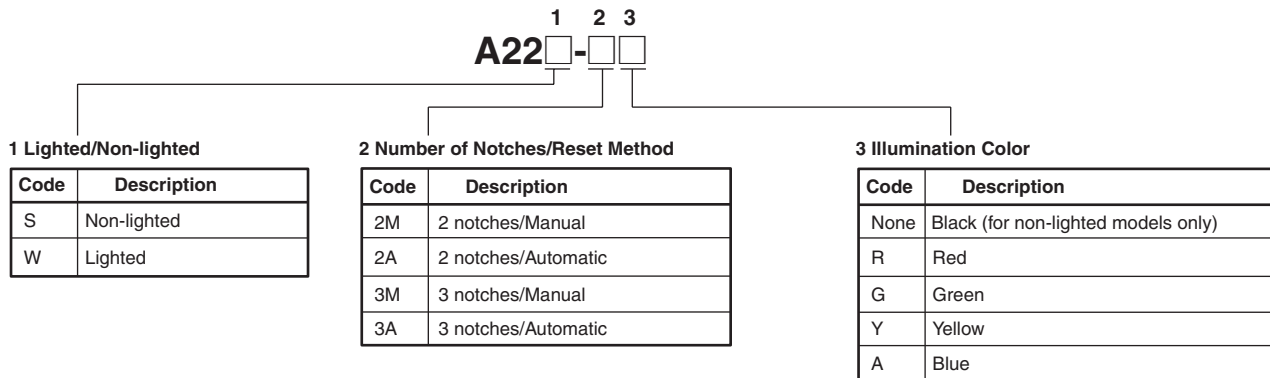 1 2 3
A22□-□□
1 Lighted/Non-lighted
Code Description
S Non-lighted
W Lighted
2 Number of Notches/Reset Method
Code Description
2M 2 notches/Manual
2A 2 notches/Automatic
3M 3 notches/Manual
3A 3 notches/Automatic
3 Illumination Color
Code Description
None Black (for non-lighted models only)
R Red
G Green
Y Yellow
A Blue